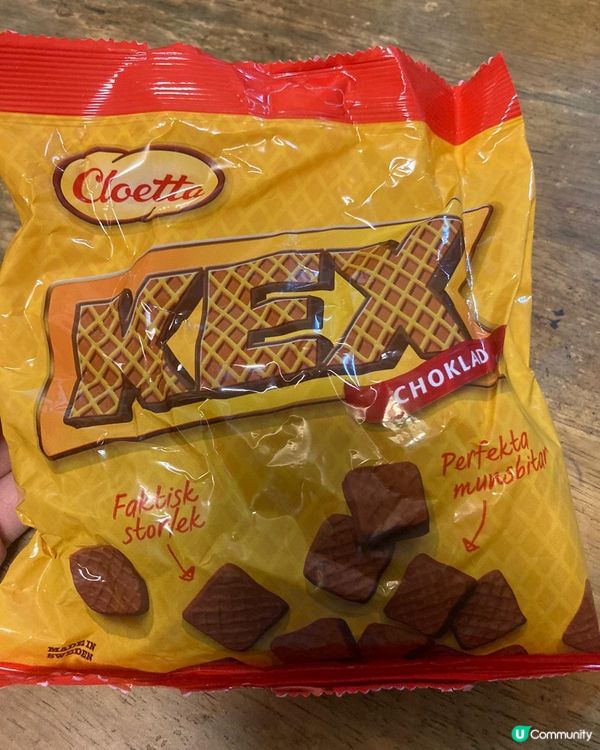 Cloetta
KEX
CHOKLAD
Perfekta
munsbitar
Faktisk
storlek
MADE IN
SWEDEN
U Community